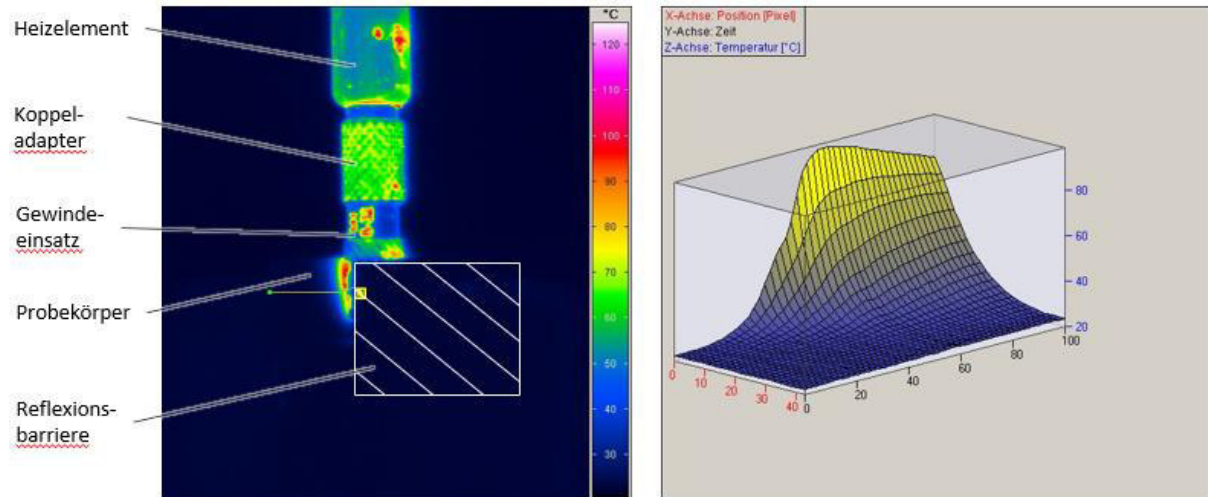 Heizelement
Koppel-
adapter
Gewinde-
einsatz
Probekörper
Reflexions-
barriere
°C
120
110
100
90
80
70
60
50
40
30
X-Achse: Position [Pixel]
Y-Achse: Zeit
Z-Achse: Temperatur [°C]
80
60
40
20
100
80
60
40
20
0
0
10
20
30
40